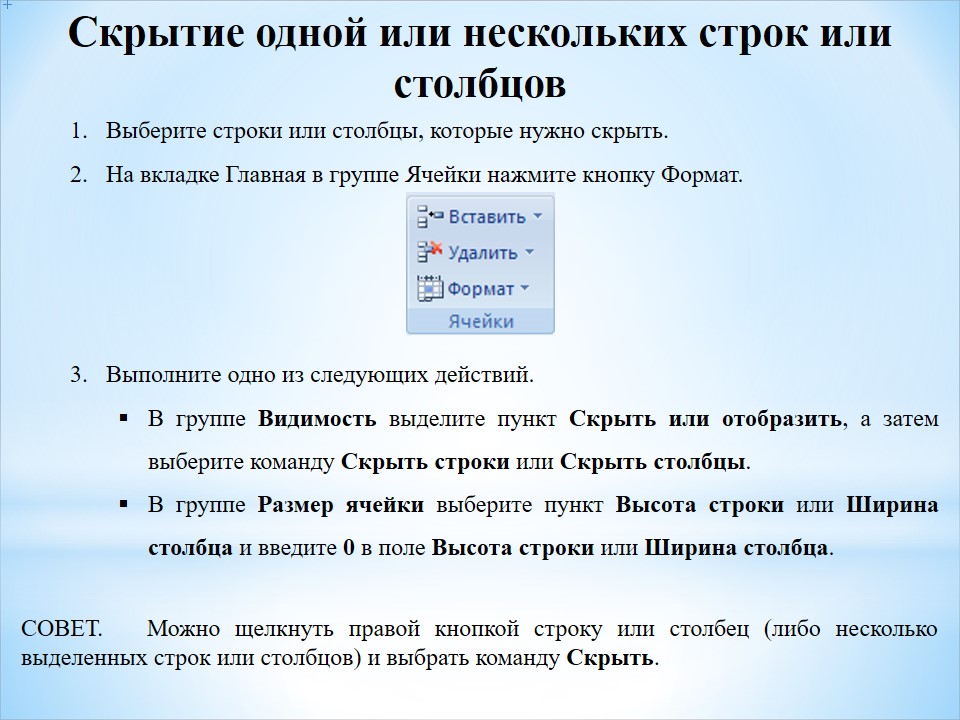 Скрытие одной или нескольких строк или
столбцов
1. Выберите строки или столбцы, которые нужно скрыть.
2. На вкладке Главная в группе Ячейки нажмите кнопку Формат.
Вставить
Удалить
Формат
Ячейки
3. Выполните одно из следующих действий.
▪ В группе Видимость выделите пункт Скрыть или отобразить, а затем
выберите команду Скрыть строки или Скрыть столбцы.
▪ В группе Размер ячейки выберите пункт Высота строки или Ширина
столбца и введите 0 в поле Высота строки или Ширина столбца.
СОВЕТ. Можно щелкнуть правой кнопкой строку или столбец (либо несколько
выделенных строк или столбцов) и выбрать команду Скрыть.